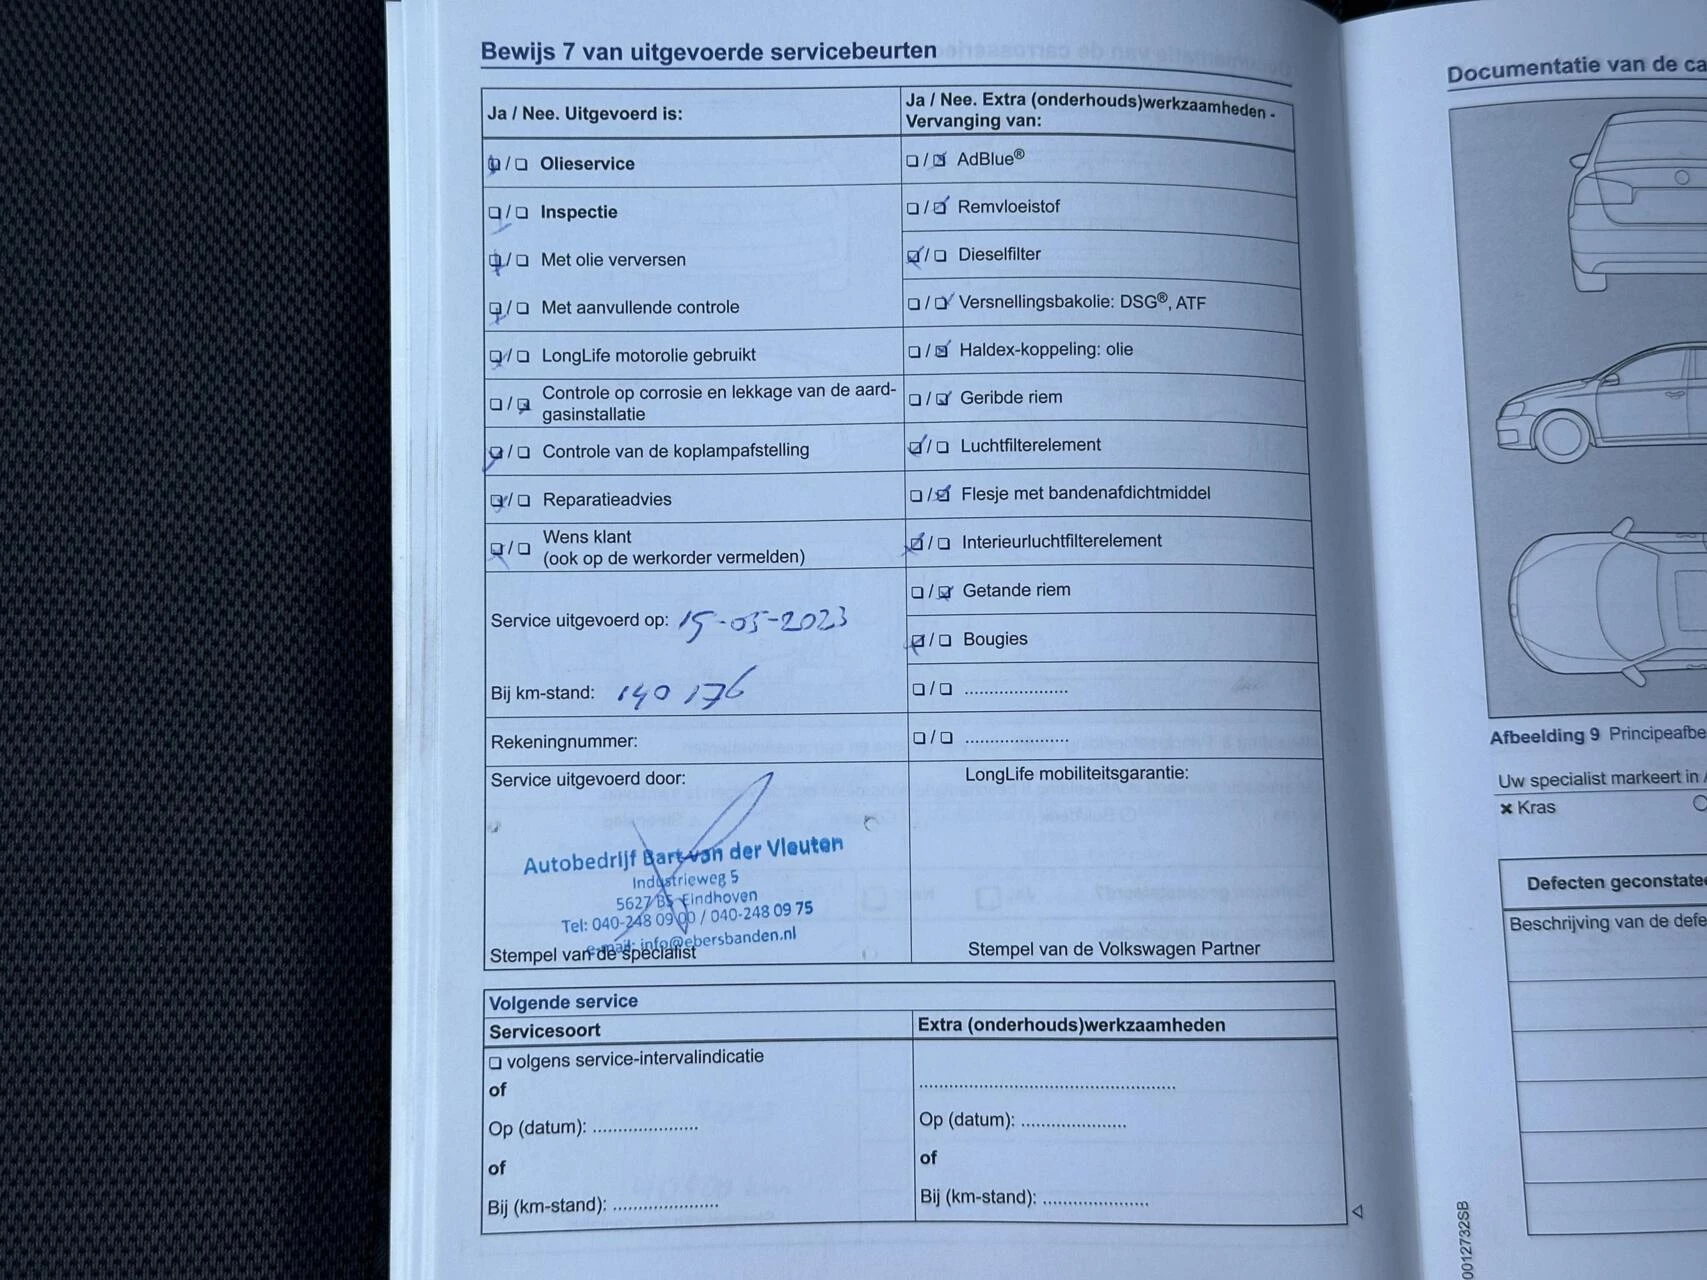 Bewijs 7 van uitgevoerde servicebeurten
Ja / Nee. Uitgevoerd is:
☑ / ☐ Olieservice
☑ / ☐ Inspectie
☑ / ☐ Met olie verversen
☑ / ☐ Met aanvullende controle
☑ / ☐ LongLife motorolie gebruikt
☐ / ☑ Controle op corrosie en lekkage van de aard-
gasinstallatie
☑ / ☐ Controle van de koplampafstelling
☑ / ☐ Reparatieadvies
☑ / ☐ Wens klant
(ook op de werkorder vermelden)
Service uitgevoerd op: 15-05-2023
Bij km-stand: 140 176
Rekeningnummer:
Service uitgevoerd door:
Autobedrijf Bart van der Vleuten
Industrieweg 5
5627 BS Eindhoven
Tel: 040-248 09 00 / 040-248 09 75
e-mail: info@ebersbanden.nl
Stempel van de specialist
Ja / Nee. Extra (onderhouds)werkzaamheden -
Vervanging van:
☐ / ☑ AdBlue®
☐ / ☑ Remvloeistof
☑ / ☐ Dieselfilter
☐ / ☑ Versnellingsbakolie: DSG®, ATF
☐ / ☑ Haldex-koppeling: olie
☐ / ☑ Geribde riem
☑ / ☐ Luchtfilterelement
☐ / ☑ Flesje met bandenafdichtmiddel
☑ / ☐ Interieurluchtfilterelement
☐ / ☑ Getande riem
☑ / ☐ Bougies
☐ / ☐ .....................
☐ / ☐ .....................
LongLife mobiliteitsgarantie:
Stempel van de Volkswagen Partner
Volgende service
Servicesoort
☐ volgens service-intervalindicatie
of
Op (datum): .....................
of
Bij (km-stand): .....................
Extra (onderhouds)werkzaamheden
....................................................
Op (datum): .....................
of
Bij (km-stand): .....................
Documentatie van de ca
Afbeelding 9 Principeafbe
Uw specialist markeert in
× Kras
Defecten geconstatee
Beschrijving van de defe
0012732SB